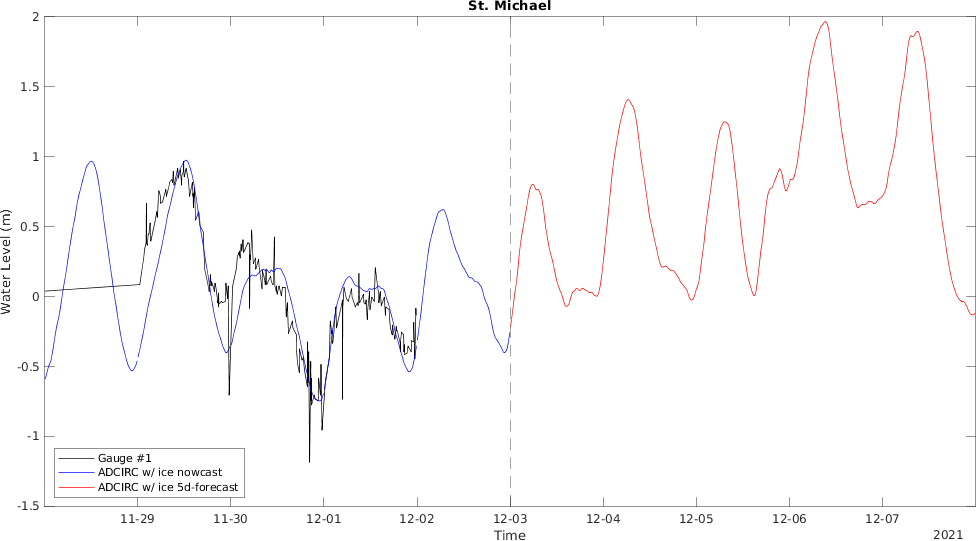 St. Michael
Water Level (m)
2
1.5
1
0.5
0
-0.5
-1
-1.5
Gauge #1
ADCIRC w/ ice nowcast
ADCIRC w/ ice 5d-forecast
11-29 11-30 12-01 12-02 12-03 12-04 12-05 12-06 12-07
Time
2021